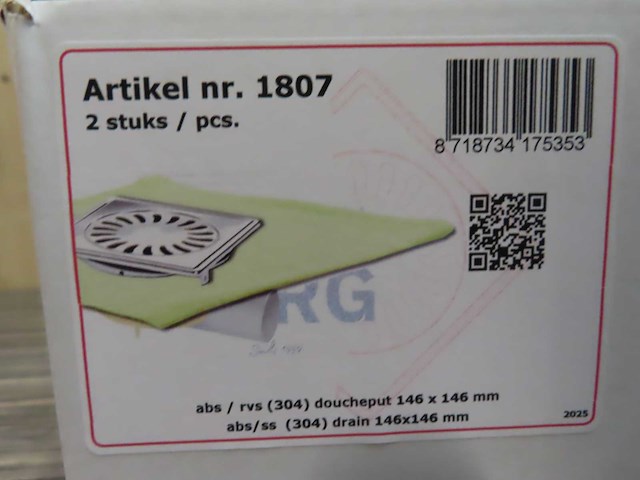 Artikel nr. 1807
2 stuks / pcs.
8 718734 175353
RG
abs / rvs (304) doucheput 146 x 146 mm
abs/ss (304) drain 146x146 mm
2025